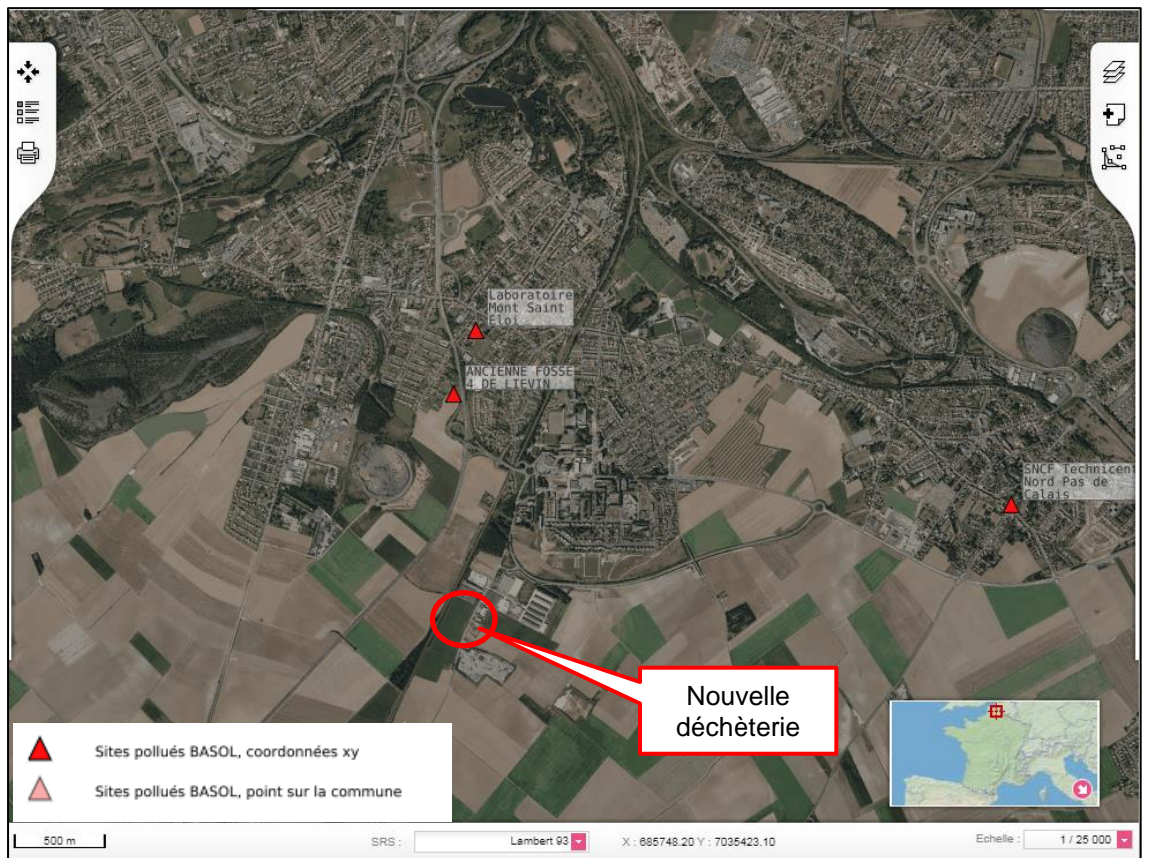 Laboratoire
Mont Saint
Eloi
ANCIENNE FOSSE
4 DE LIEVIN
SNCF Technicent
Nord Pas de
Calais
Nouvelle
déchèterie
Sites pollués BASOL, coordonnées xy
Sites pollués BASOL, point sur la commune
500 m
SRS :
Lambert 93
X : 685748.20 Y : 7035423.10
Echelle :
1 / 25 000